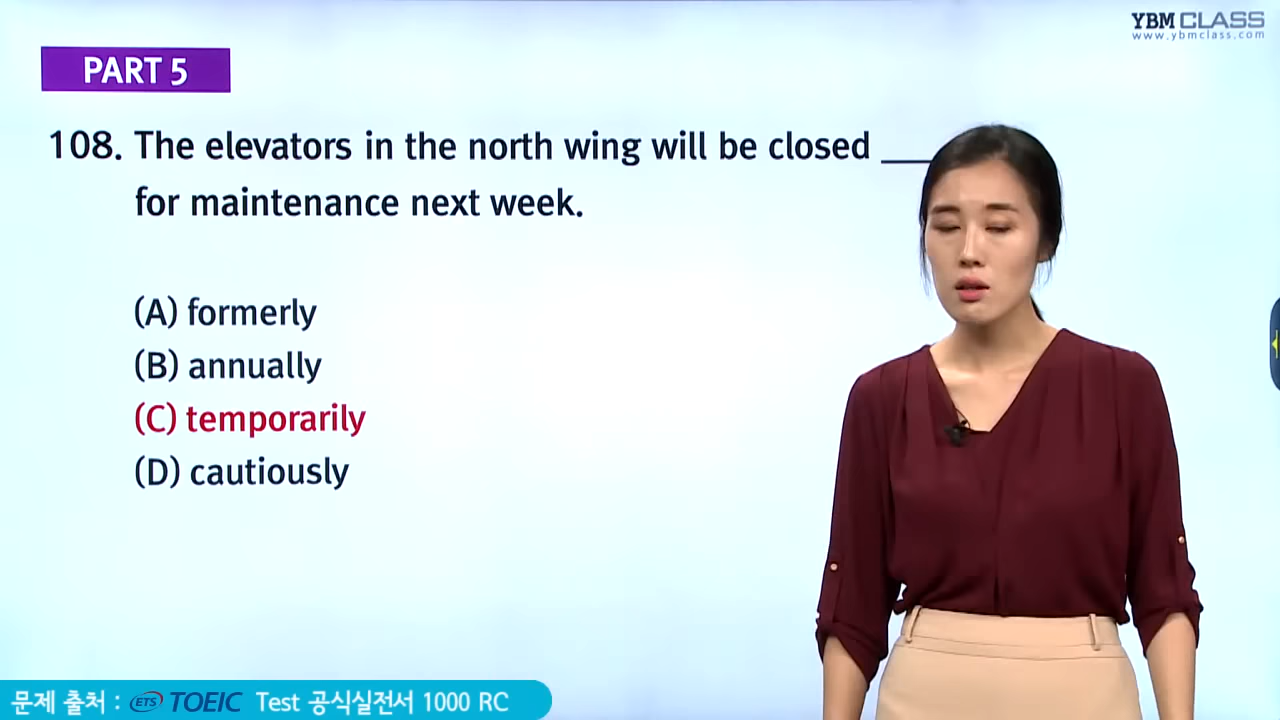 YBM CLASS
www.ybmclass.com
PART 5
108. The elevators in the north wing will be closed ____
for maintenance next week.
(A) formerly
(B) annually
(C) temporarily
(D) cautiously
문제 출처 : ETS TOEIC Test 공식실전서 1000 RC